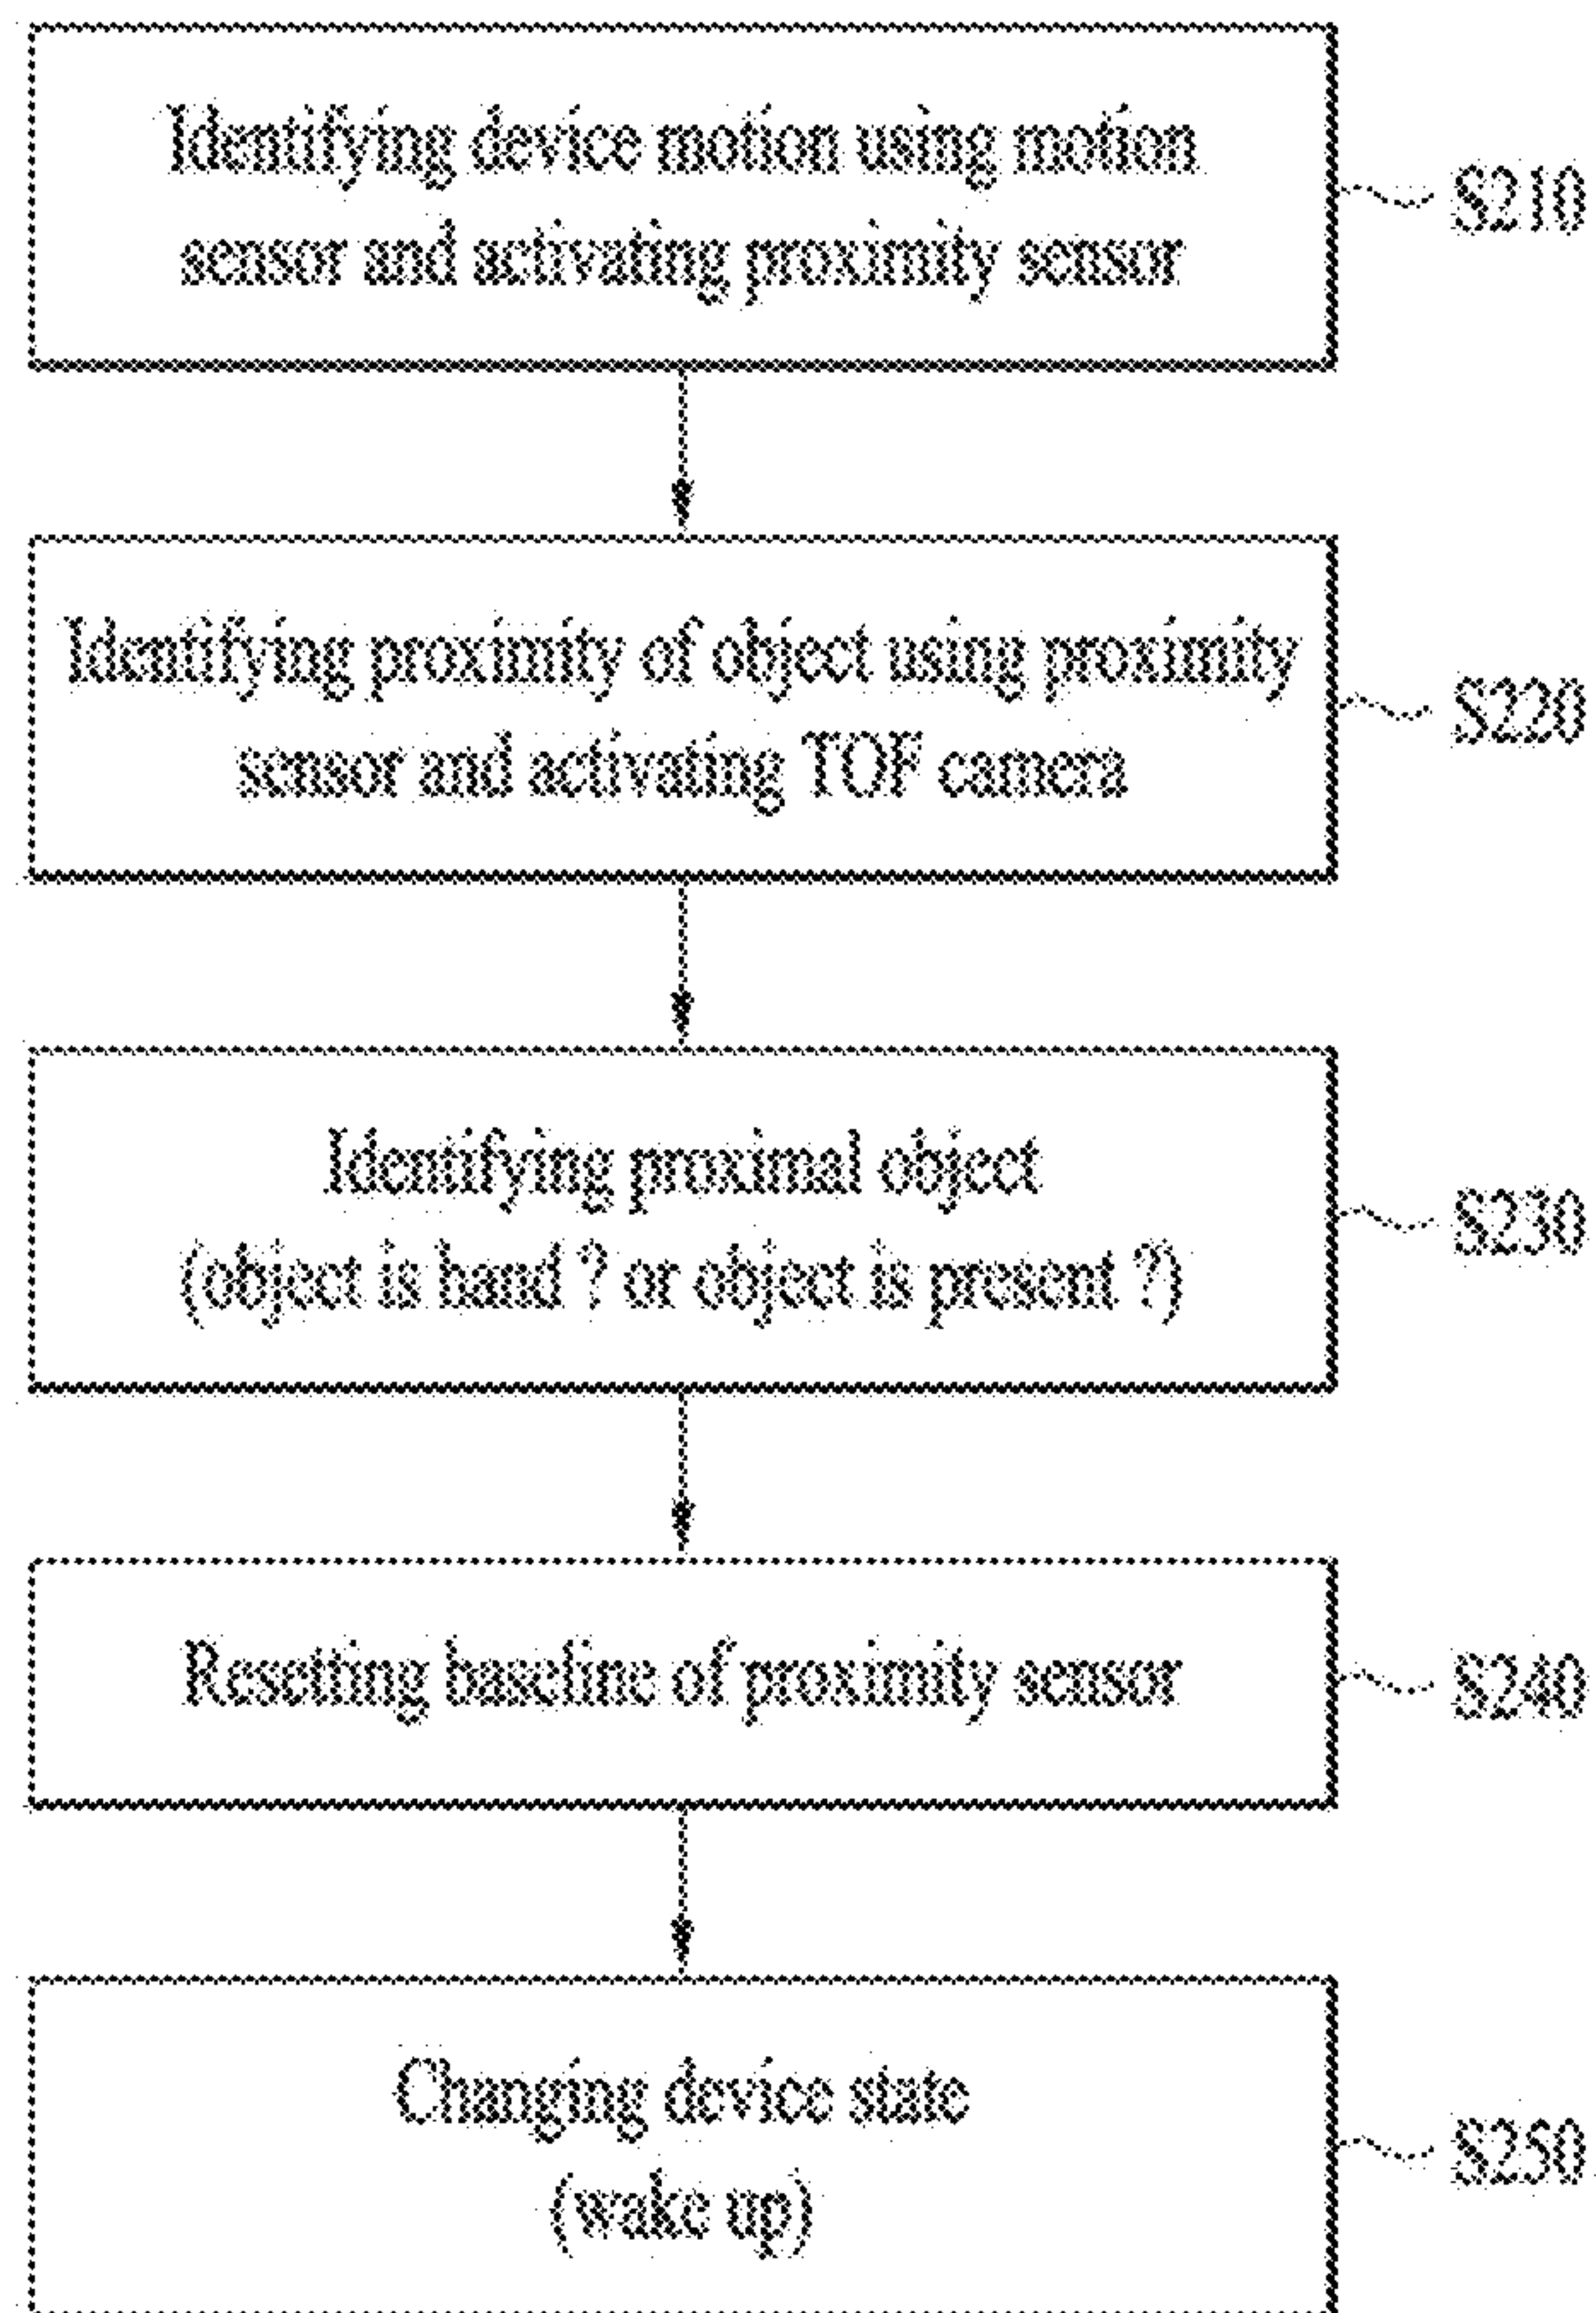 Identifying device motion using motion
sensor and activating proximity sensor
S210
Identifying proximity of object using proximity
sensor and activating TOF camera
S220
Identifying proximal object
(object is hand ? or object is present ?)
S230
Resetting baseline of proximity sensor
S240
Changing device state
(wake up)
S250